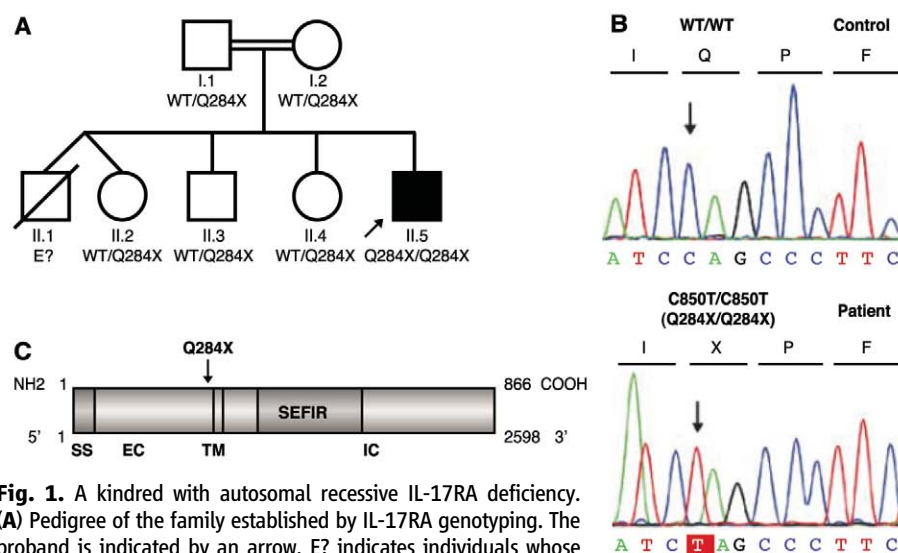 A
I.1
WT/Q284X
I.2
WT/Q284X
II.1
E?
II.2
WT/Q284X
II.3
WT/Q284X
II.4
WT/Q284X
II.5
Q284X/Q284X
B
WT/WT
Control
I Q P F
A T C C A G C C C T T C
C850T/C850T
(Q284X/Q284X)
Patient
I X P F
A T C T A G C C C T T C
C
Q284X
NH2 1
866 COOH
SEFIR
5' 1
2598 3'
SS EC TM IC
Fig. 1. A kindred with autosomal recessive IL-17RA deficiency.
(A) Pedigree of the family established by IL-17RA genotyping. The
proband is indicated by an arrow. E? indicates individuals whose